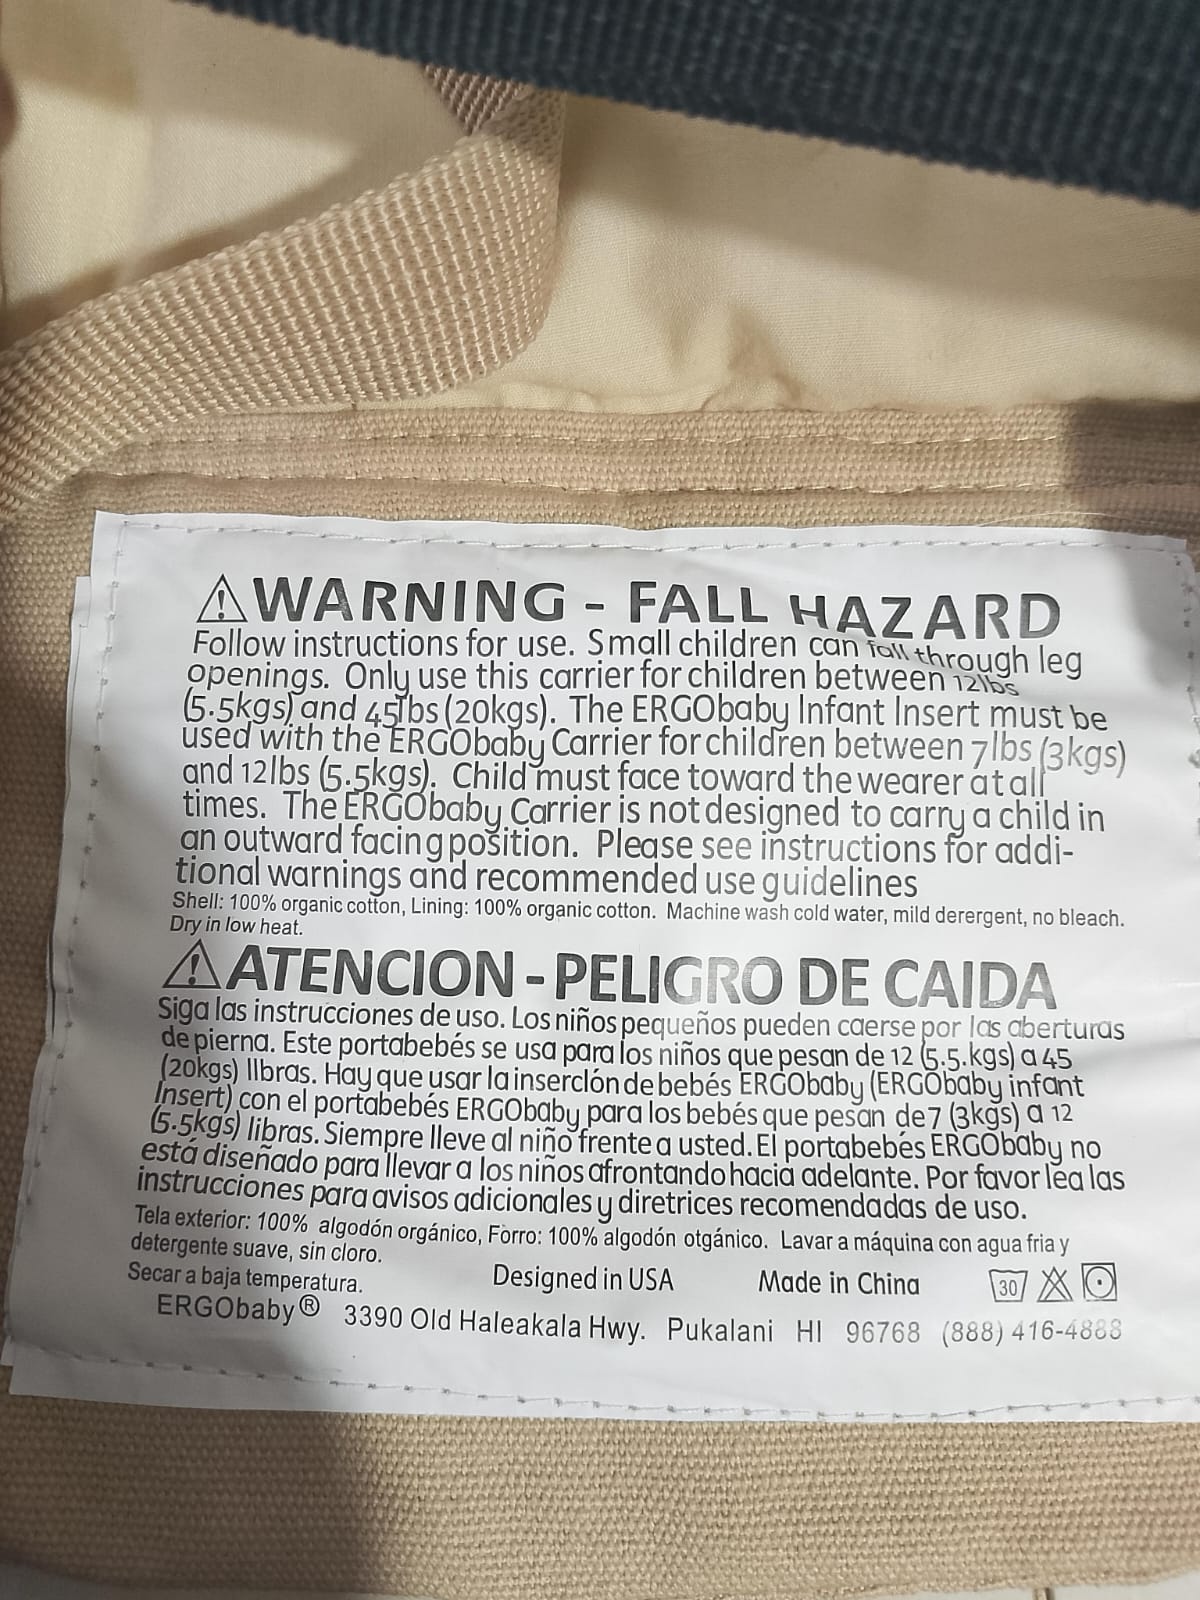 ⚠WARNING - FALL HAZARD
Follow instructions for use. Small children can fall through leg
openings. Only use this carrier for children between 12lbs
(5.5kgs) and 45lbs (20kgs). The ERGObaby Infant Insert must be
used with the ERGObaby Carrier for children between 7lbs (3kgs)
and 12lbs (5.5kgs). Child must face toward the wearer at all
times. The ERGObaby Carrier is not designed to carry a child in
an outward facing position. Please see instructions for addi-
tional warnings and recommended use guidelines
Shell: 100% organic cotton, Lining: 100% organic cotton. Machine wash cold water, mild derergent, no bleach.
Dry in low heat.
⚠ATENCION - PELIGRO DE CAIDA
Siga las instrucciones de uso. Los niños pequeños pueden caerse por las aberturas
de pierna. Este portabebés se usa para los niños que pesan de 12 (5.5.kgs) a 45
(20kgs) lIbras. Hay que usar la inserclón de bebés ERGObaby (ERGObaby infant
Insert) con el portabebés ERGObaby para los bebés que pesan de 7 (3kgs) a 12
(5.5kgs) libras. Siempre lleve al niño frente a usted. El portabebés ERGObaby no
está diseñado para llevar a los niños afrontando hacia adelante. Por favor lea las
instrucciones para avisos adicionales y diretrices recomendadas de uso.
Tela exterior: 100% algodón orgánico, Forro: 100% algodón otgánico. Lavar a máquina con agua fria y
detergente suave, sin cloro.
Secar a baja temperatura. Designed in USA Made in China 30
ERGObaby® 3390 Old Haleakala Hwy. Pukalani HI 96768 (888) 416-4888